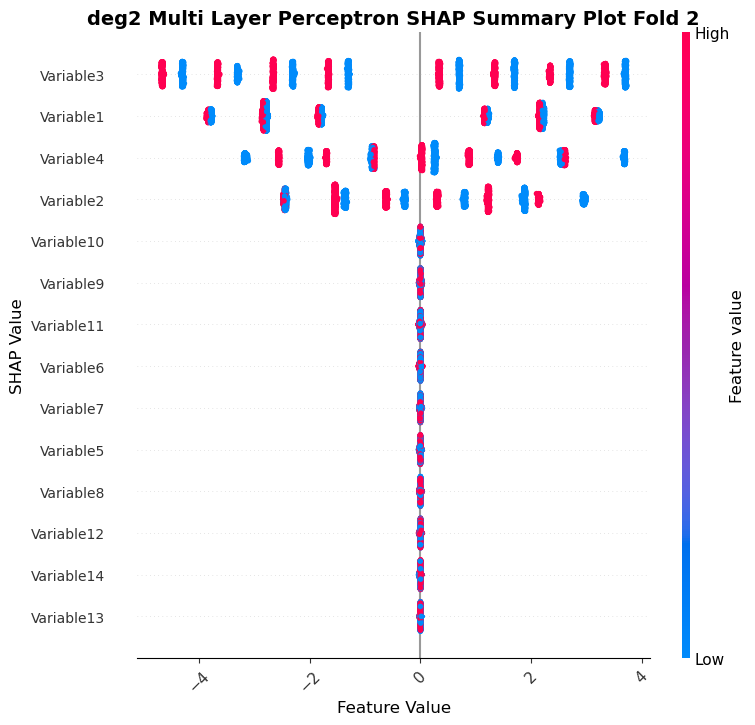 deg2 Multi Layer Perceptron SHAP Summary Plot Fold 2
High
Variable3
Variable1
Variable4
Variable2
Variable10
Variable9
Variable11
Variable6
Variable7
Variable5
Variable8
Variable12
Variable14
Variable13
SHAP Value
Feature value
Low
−4
−2
0
2
4
Feature Value